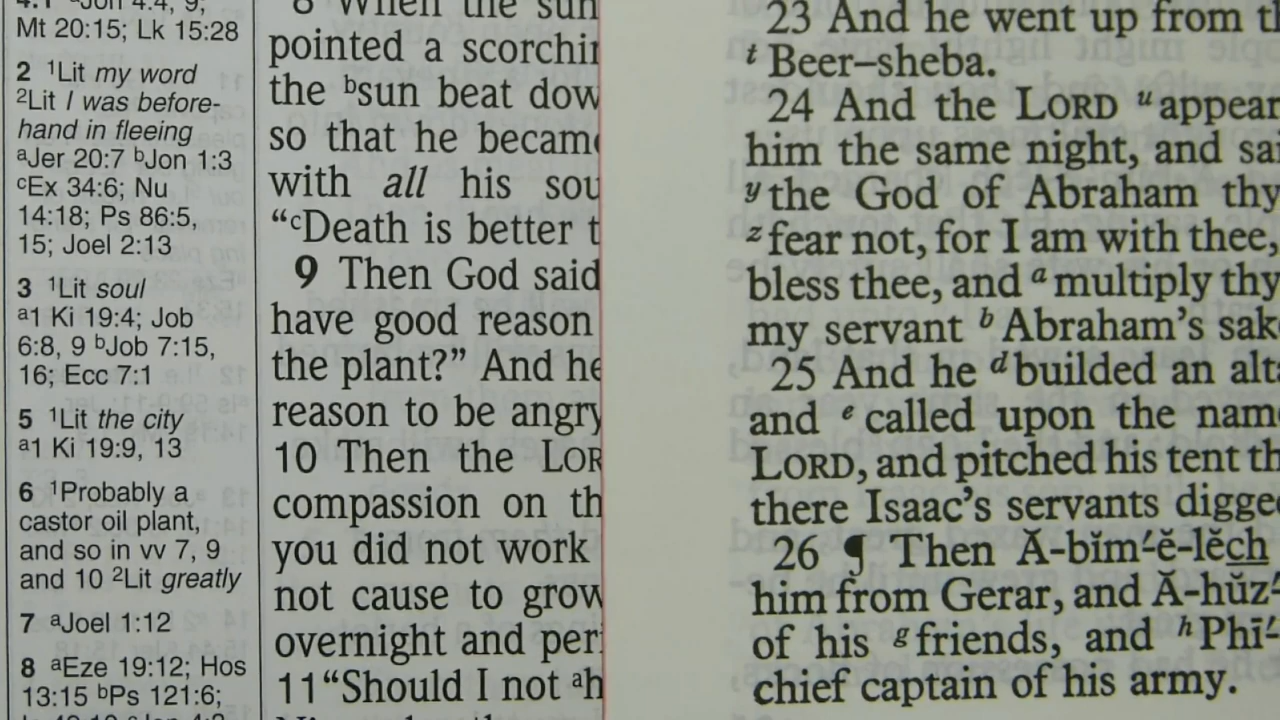 Mt 20:15; Lk 15:28
2 ¹Lit my word
²Lit I was before-
hand in fleeing
ᵃJer 20:7 ᵇJon 1:3
ᶜEx 34:6; Nu
14:18; Ps 86:5,
15; Joel 2:13
3 ¹Lit soul
ᵃ1 Ki 19:4; Job
6:8, 9 ᵇJob 7:15,
16; Ecc 7:1
5 ¹Lit the city
ᵃ1 Ki 19:9, 13
6 ¹Probably a
castor oil plant,
and so in vv 7, 9
and 10 ²Lit greatly
7 ᵃJoel 1:12
8 ᵃEze 19:12; Hos
13:15 ᵇPs 121:6;
8 When the sun
pointed a scorchin
the ᵇsun beat dow
so that he became
with all his sou
“ᶜDeath is better t
9 Then God said
have good reason
the plant?” And he
reason to be angry
10 Then the LOR
compassion on th
you did not work
not cause to grow
overnight and peri
11 “Should I not ᵃh
23 And he went up from th
t Beer–sheba.
24 And the LORD u appear
him the same night, and sai
y the God of Abraham thy
z fear not, for I am with thee,
bless thee, and a multiply thy
my servant b Abraham’s sak
25 And he d builded an alta
and e called upon the nam
LORD, and pitched his tent th
there Isaac’s servants digge
26 ¶ Then Ă-bĭm′-ĕ-lĕch
him from Gerar, and Ă-hŭz′-
of his g friends, and h Phī′-
chief captain of his army.